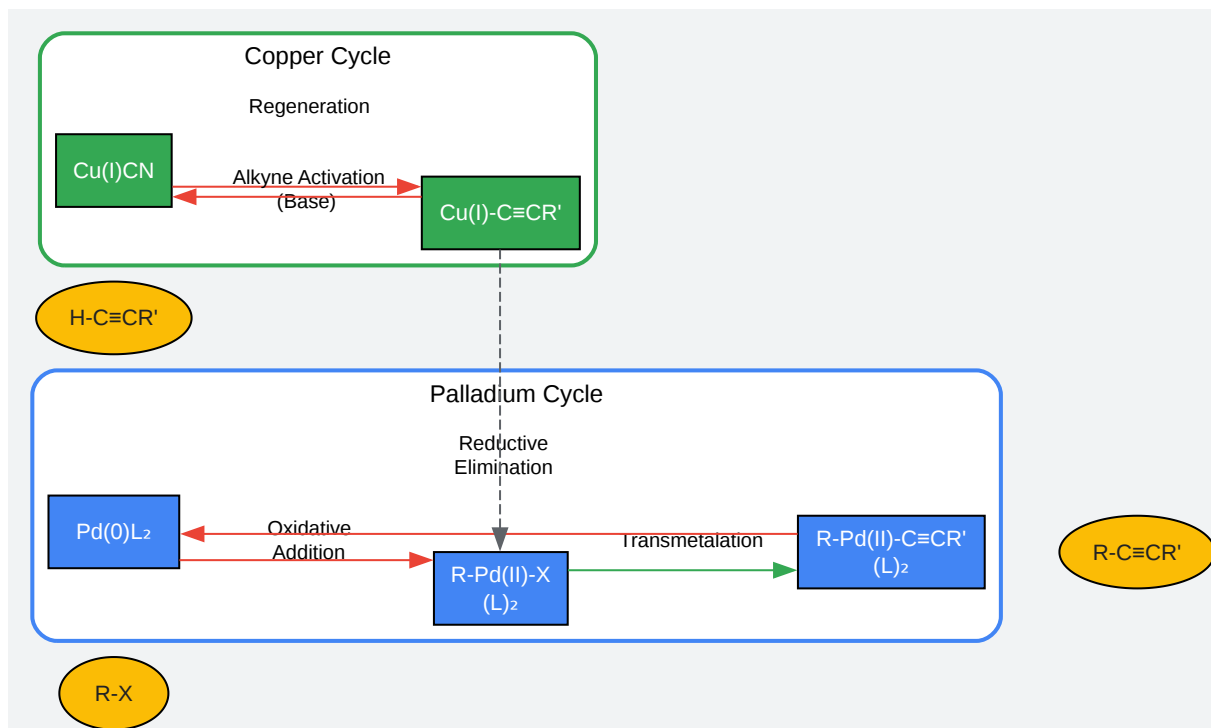 Copper Cycle
Regeneration
Cu(I)CN
Alkyne Activation
(Base)
Cu(I)-C≡CR'
H-C≡CR'
Palladium Cycle
Reductive
Elimination
Pd(0)L₂
Oxidative
Addition
R-Pd(II)-X
(L)₂
Transmetalation
R-Pd(II)-C≡CR'
(L)₂
R-C≡CR'
R-X